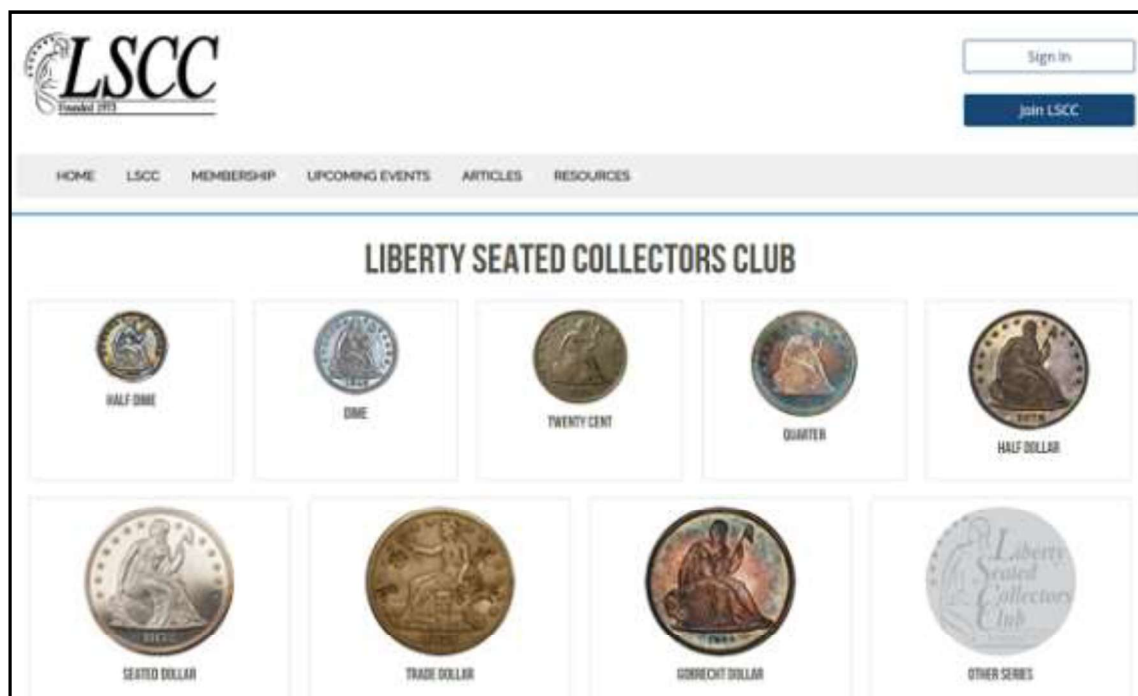 LSCC
Founded 1973
Sign In
Join LSCC
HOME LSCC MEMBERSHIP UPCOMING EVENTS ARTICLES RESOURCES
LIBERTY SEATED COLLECTORS CLUB
HALF DIME
DIME
TWENTY CENT
QUARTER
HALF DOLLAR
SEATED DOLLAR
TRADE DOLLAR
GOBRECHT DOLLAR
Liberty
Seated
Collectors
Club
OTHER SERIES